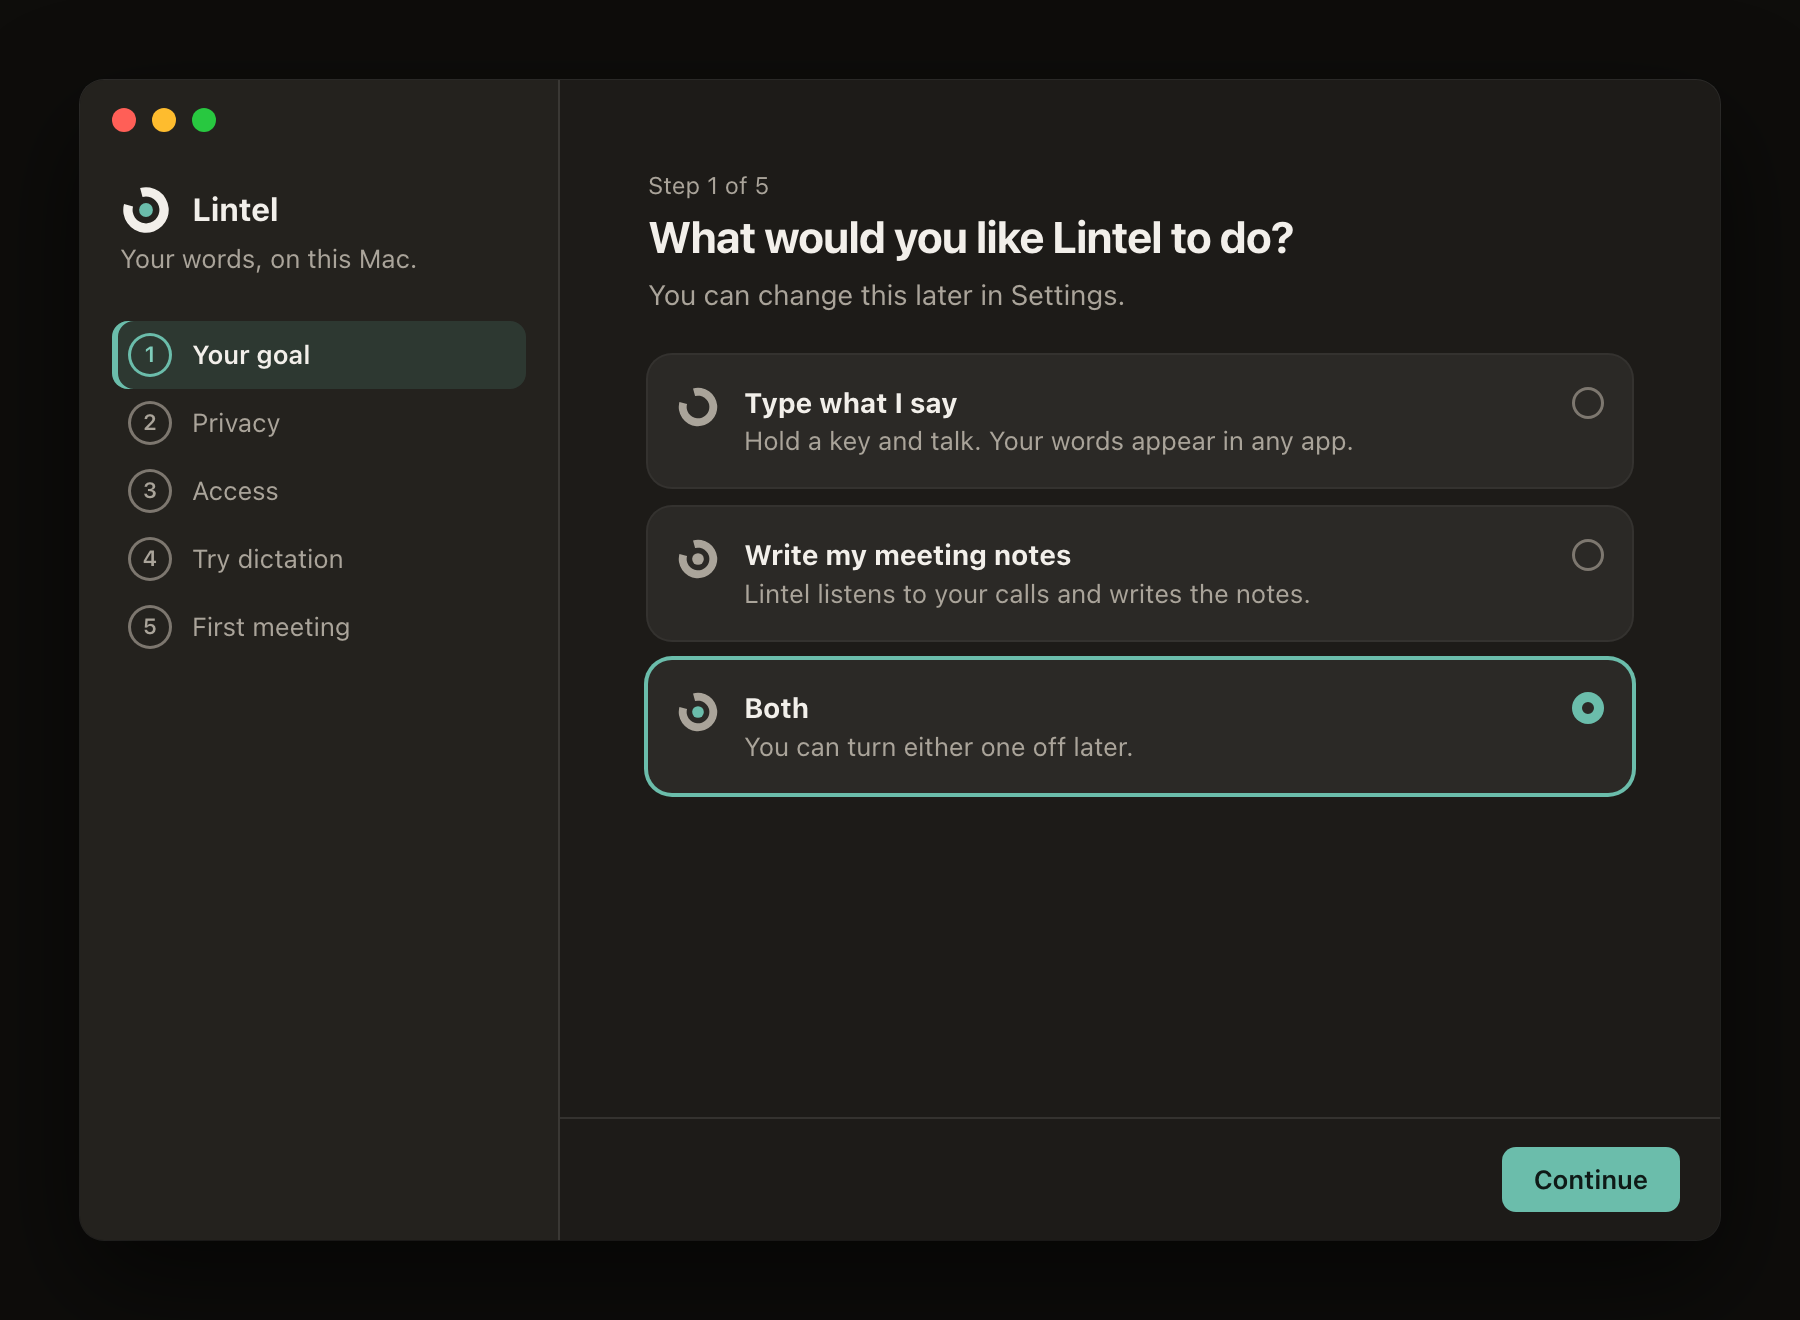 Lintel
Your words, on this Mac.
1 Your goal
2 Privacy
3 Access
4 Try dictation
5 First meeting
Step 1 of 5
What would you like Lintel to do?
You can change this later in Settings.
Type what I say
Hold a key and talk. Your words appear in any app.
Write my meeting notes
Lintel listens to your calls and writes the notes.
Both
You can turn either one off later.
Continue